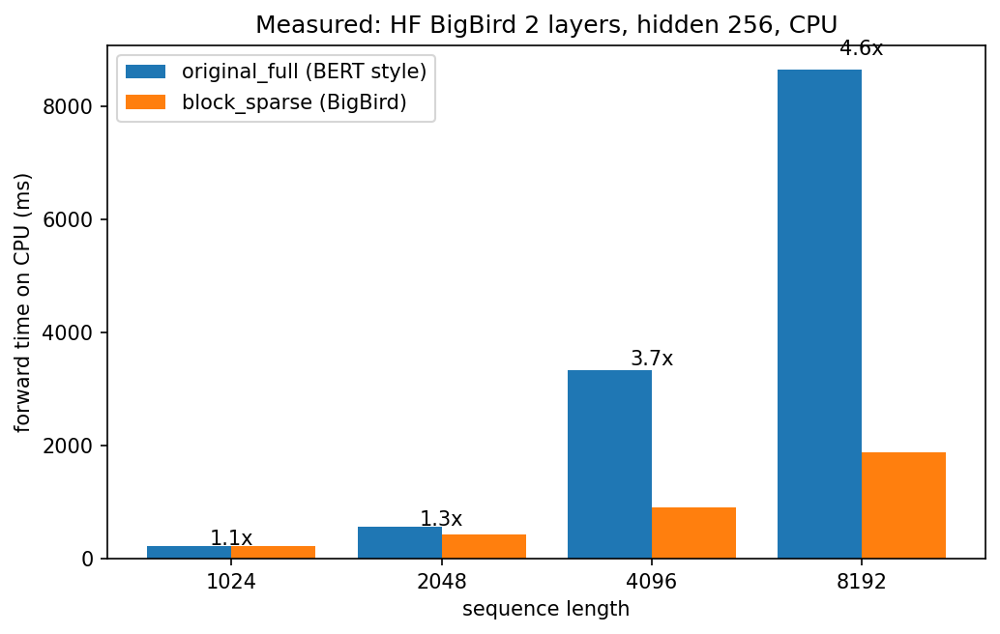 Measured: HF BigBird 2 layers, hidden 256, CPU
original_full (BERT style)
block_sparse (BigBird)
forward time on CPU (ms)
8000
6000
4000
2000
0
1.1x
1.3x
3.7x
4.6x
1024
2048
4096
8192
sequence length